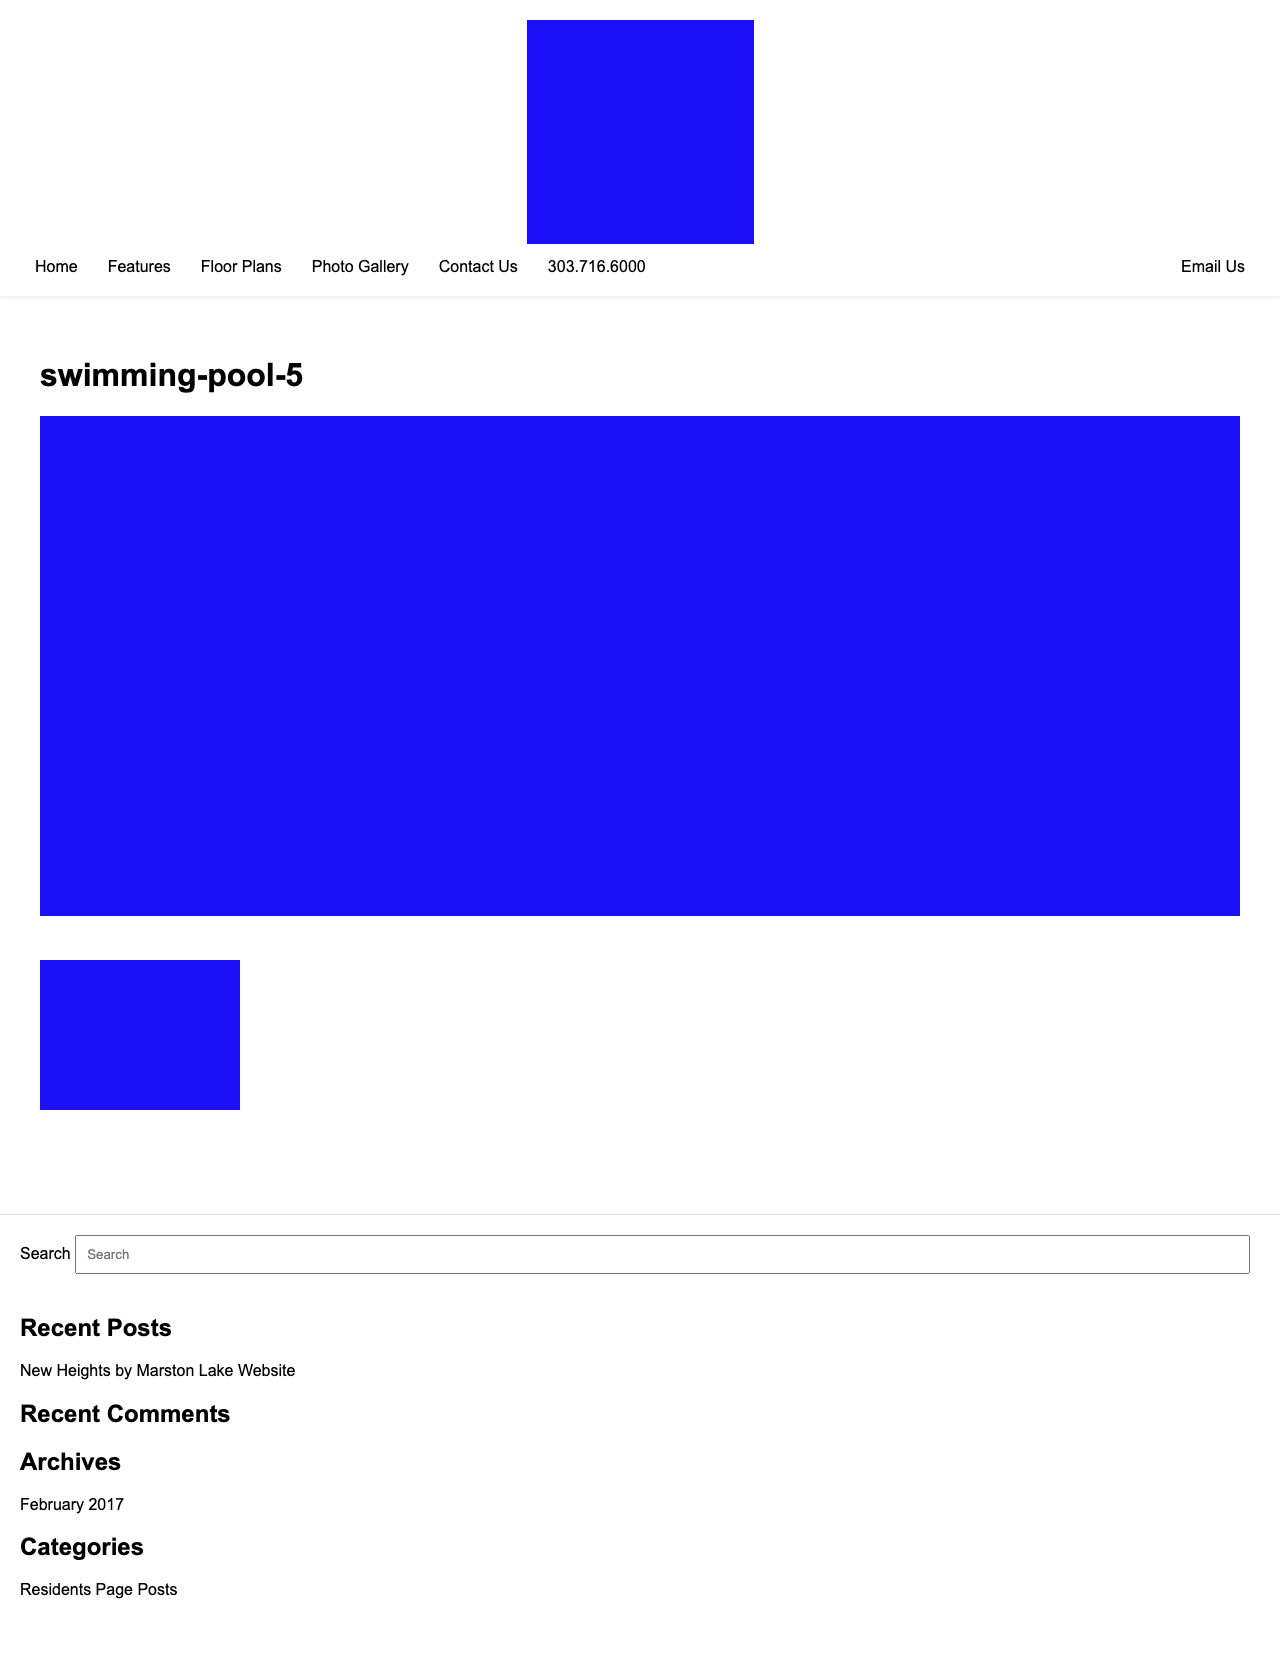 Home Features Floor Plans Photo Gallery Contact Us 303.716.6000 Email Us
swimming-pool-5
Search Search
Recent Posts
New Heights by Marston Lake Website
Recent Comments
Archives
February 2017
Categories
Residents Page Posts